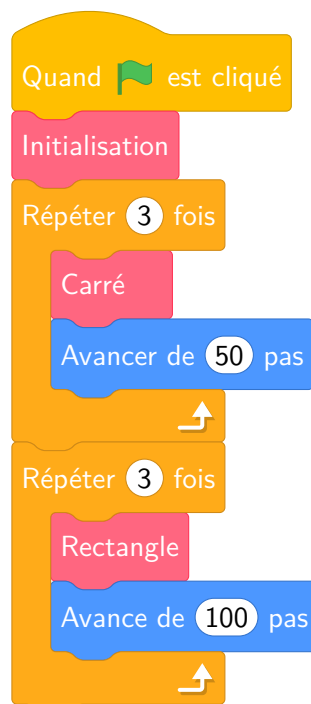 Quand est cliqué
Initialisation
Répéter 3 fois
Carré
Avancer de 50 pas
Répéter 3 fois
Rectangle
Avance de 100 pas